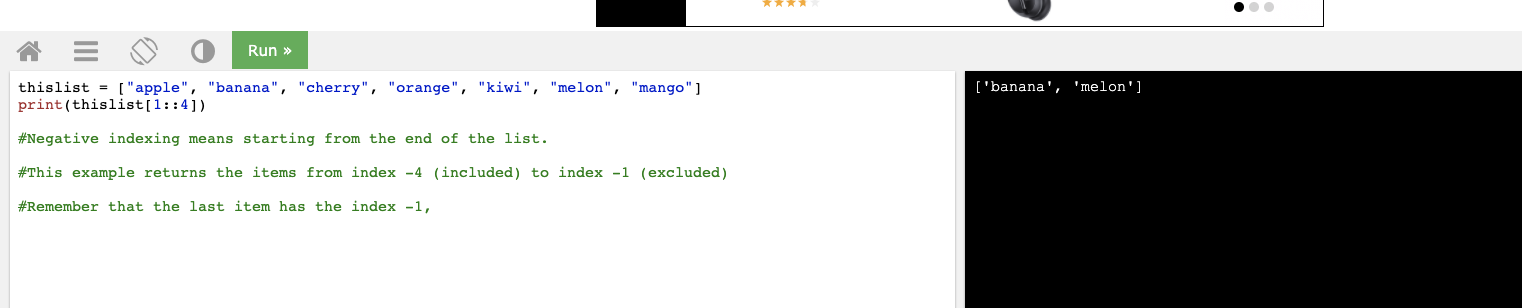 Run »
thislist = ["apple", "banana", "cherry", "orange", "kiwi", "melon", "mango"]
print(thislist[1::4])
#Negative indexing means starting from the end of the list.
#This example returns the items from index -4 (included) to index -1 (excluded)
#Remember that the last item has the index -1,
['banana', 'melon']